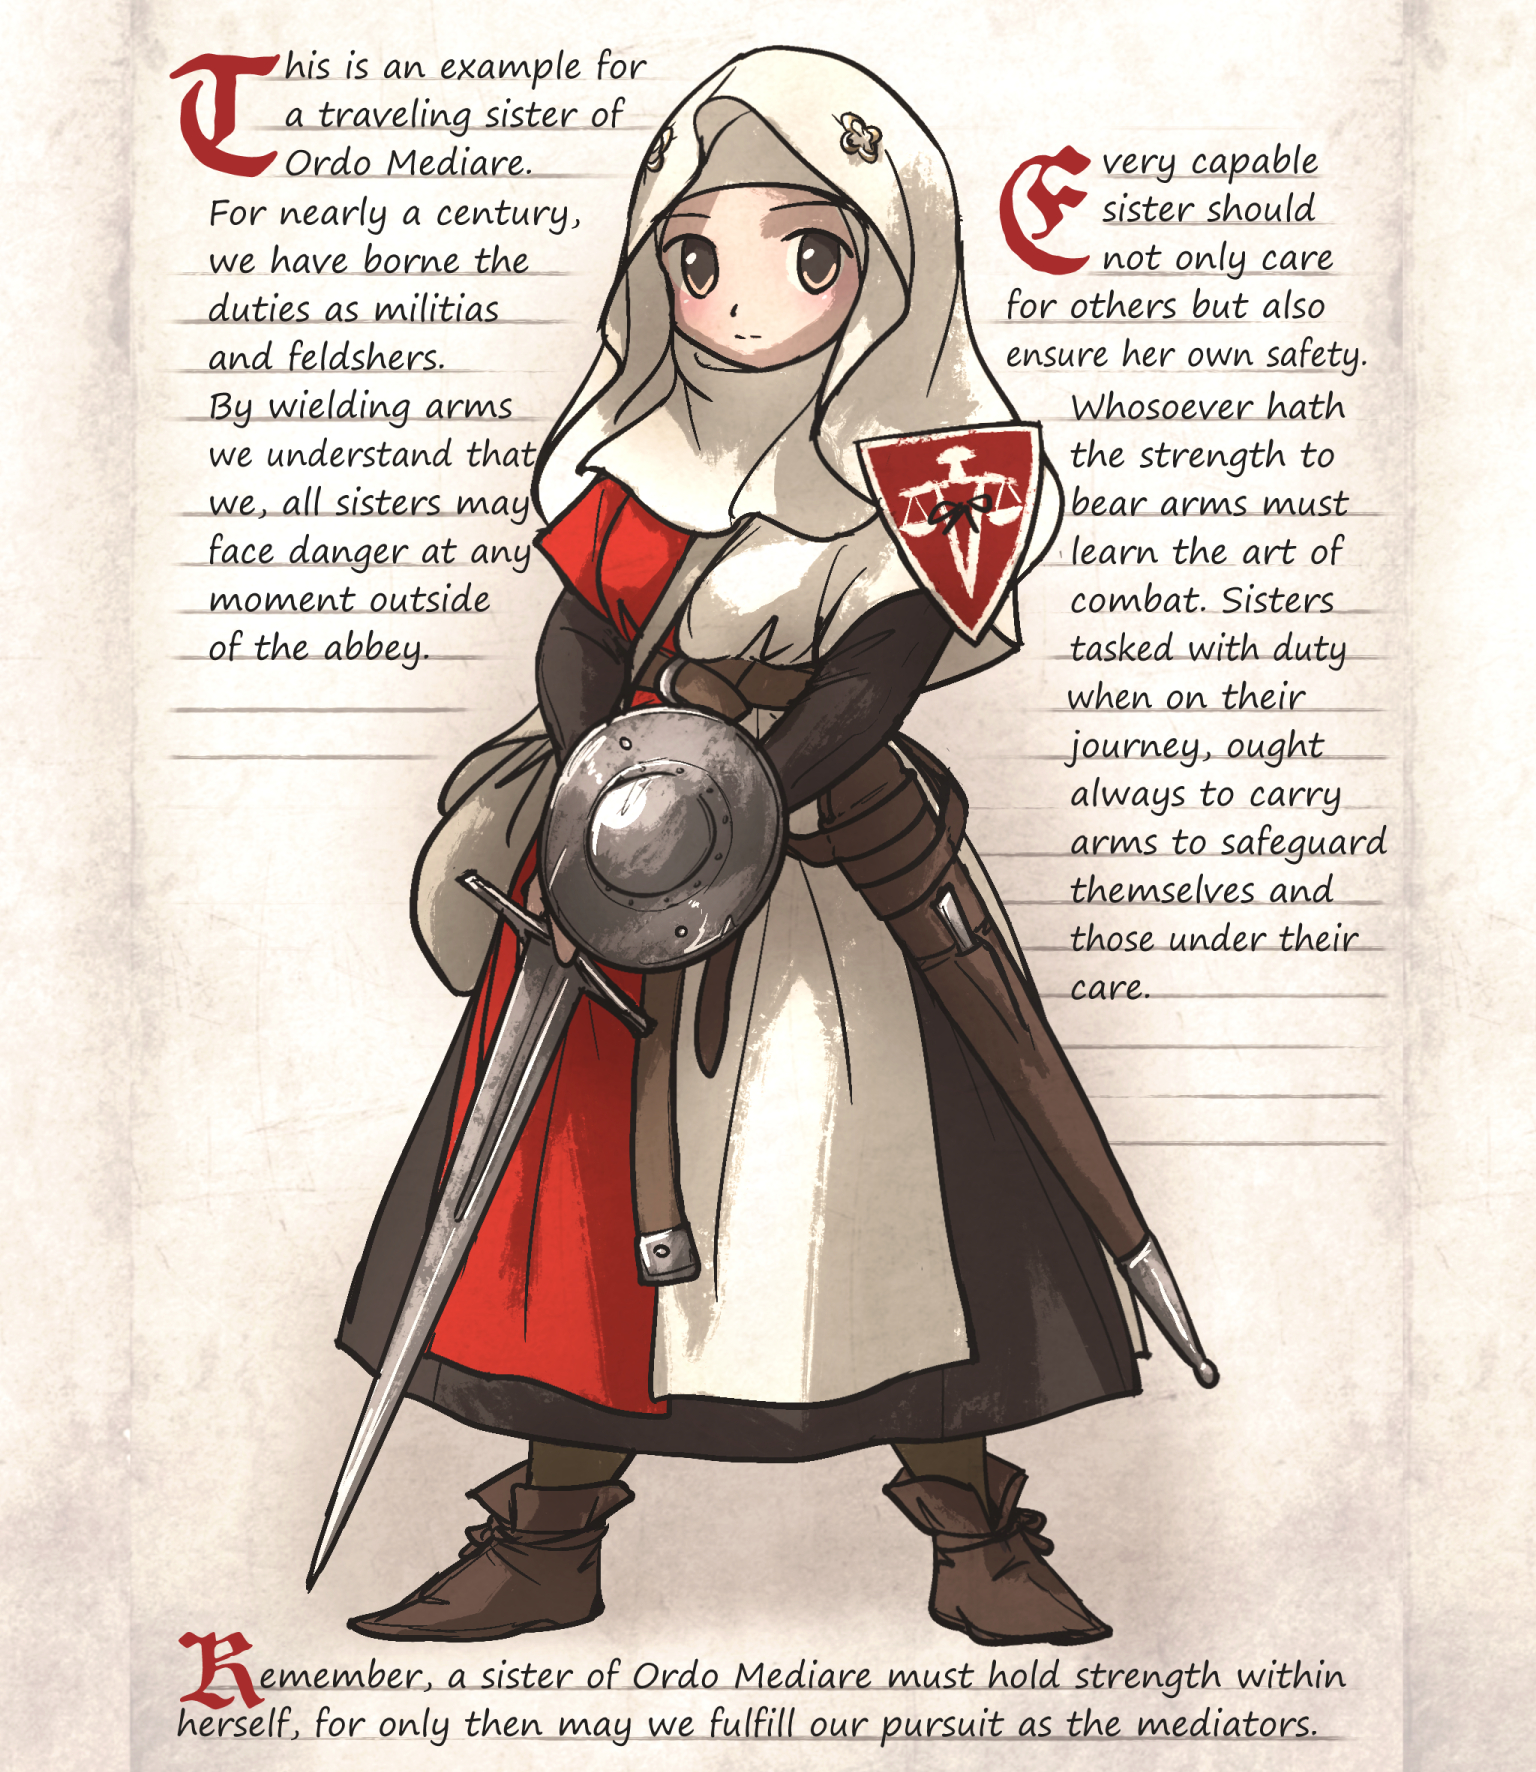 This is an example for
a traveling sister of
Ordo Mediare.
For nearly a century,
we have borne the
duties as militias
and feldshers.
By wielding arms
we understand that
we, all sisters may
face danger at any
moment outside
of the abbey.
Every capable
sister should
not only care
for others but also
ensure her own safety.
Whosoever hath
the strength to
bear arms must
learn the art of
combat. Sisters
tasked with duty
when on their
journey, ought
always to carry
arms to safeguard
themselves and
those under their
care.
Remember, a sister of Ordo Mediare must hold strength within
herself, for only then may we fulfill our pursuit as the mediators.